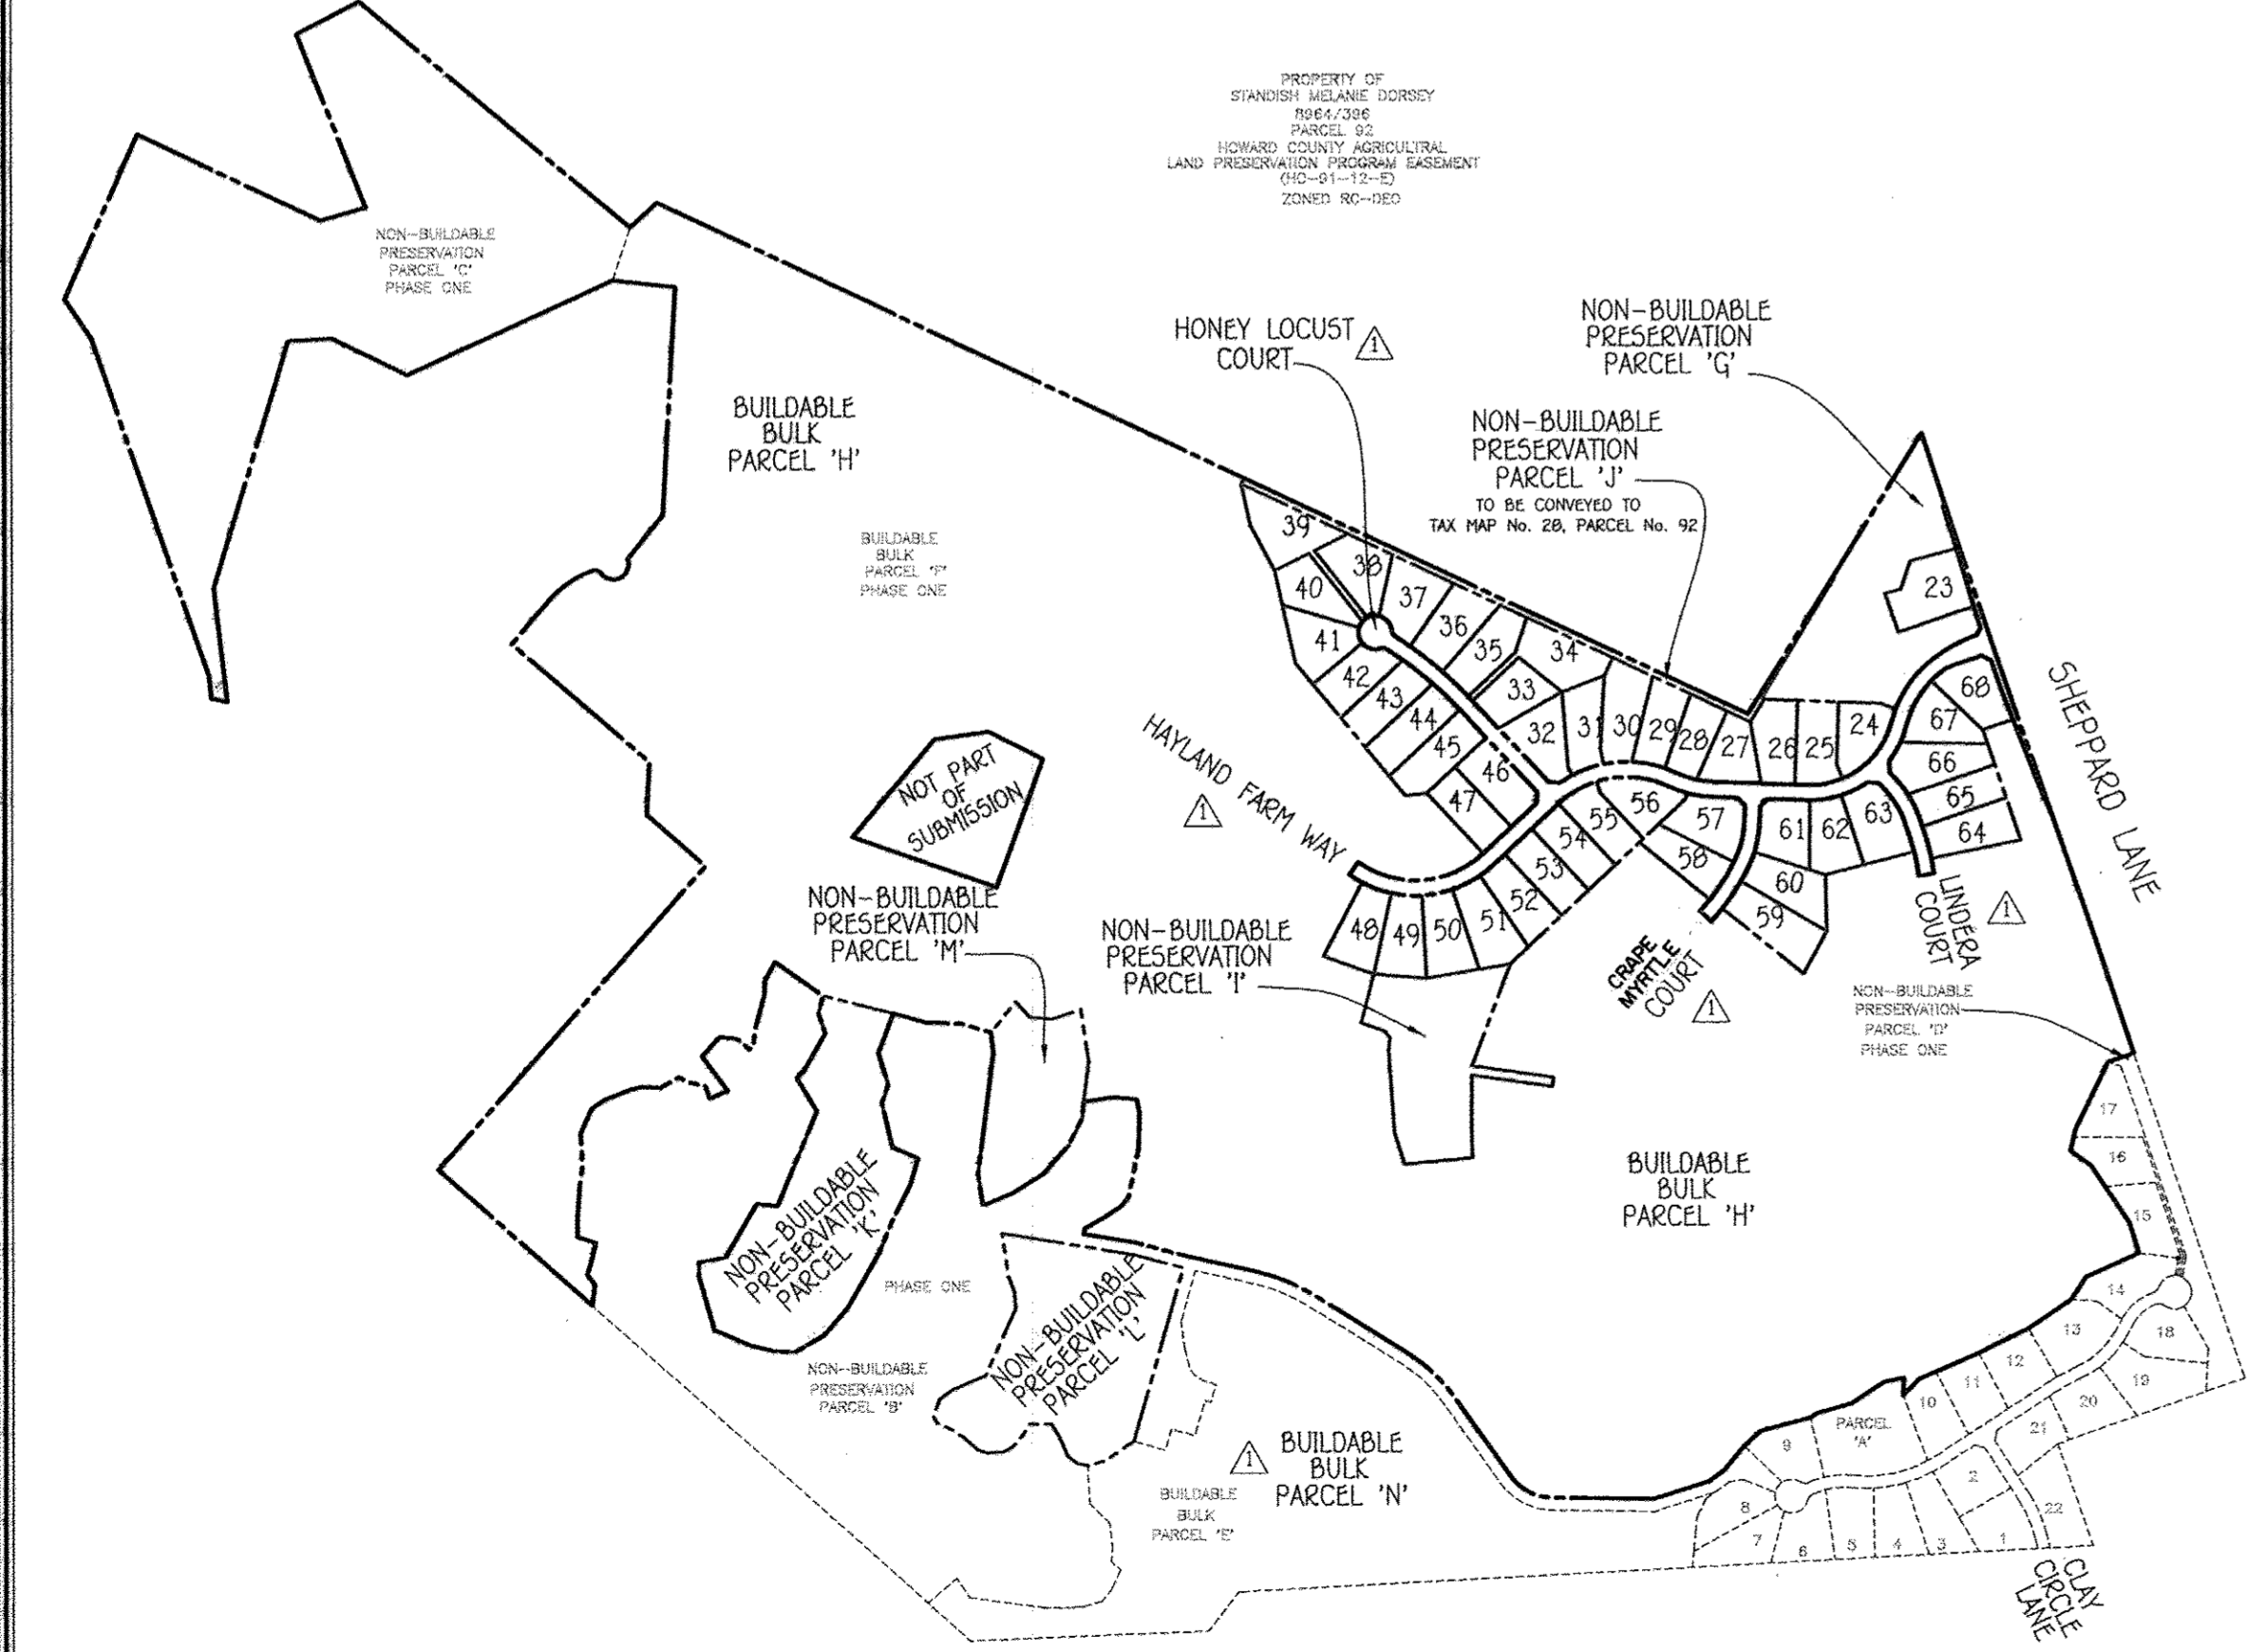 PROPERTY OF
STANDISH MELANIE DORSEY
8964/396
PARCEL 92
HOWARD COUNTY AGRICULTRAL
LAND PRESERVATION PROGRAM EASEMENT
(HO-91-12-E)
ZONED RC-DEO
NON-BUILDABLE
PRESERVATION
PARCEL 'C'
PHASE ONE
HONEY LOCUST
COURT
1
NON-BUILDABLE
PRESERVATION
PARCEL 'G'
NON-BUILDABLE
PRESERVATION
PARCEL 'J'
TO BE CONVEYED TO
TAX MAP No. 28, PARCEL No. 92
BUILDABLE
BULK
PARCEL 'H'
BUILDABLE
BULK
PARCEL 'F'
PHASE ONE
39
38
40
37
41
36
35
34
42
33
43
32
31
30
29
28
27
26
25
24
23
44
45
46
47
68
67
66
65
64
63
62
61
56
57
55
54
58
53
60
52
59
51
50
49
48
SHEPPARD LANE
HAYLAND FARM WAY
1
NOT PART
OF
SUBMISSION
NON-BUILDABLE
PRESERVATION
PARCEL 'M'
NON-BUILDABLE
PRESERVATION
PARCEL 'I'
CRAPE
MYRTLE
COURT
1
LINDERA
COURT
1
NON-BUILDABLE
PRESERVATION
PARCEL 'D'
PHASE ONE
BUILDABLE
BULK
PARCEL 'H'
NON-BUILDABLE
PRESERVATION
PARCEL 'K'
PHASE ONE
NON-BUILDABLE
PRESERVATION
PARCEL 'L'
NON-BUILDABLE
PRESERVATION
PARCEL 'B'
1
BUILDABLE
BULK
PARCEL 'N'
BUILDABLE
BULK
PARCEL 'E'
17
16
15
14
13
18
12
11
19
10
20
PARCEL
'A'
21
9
2
8
22
7
6
5
4
3
1
CLAY
CIRCLE
LANE